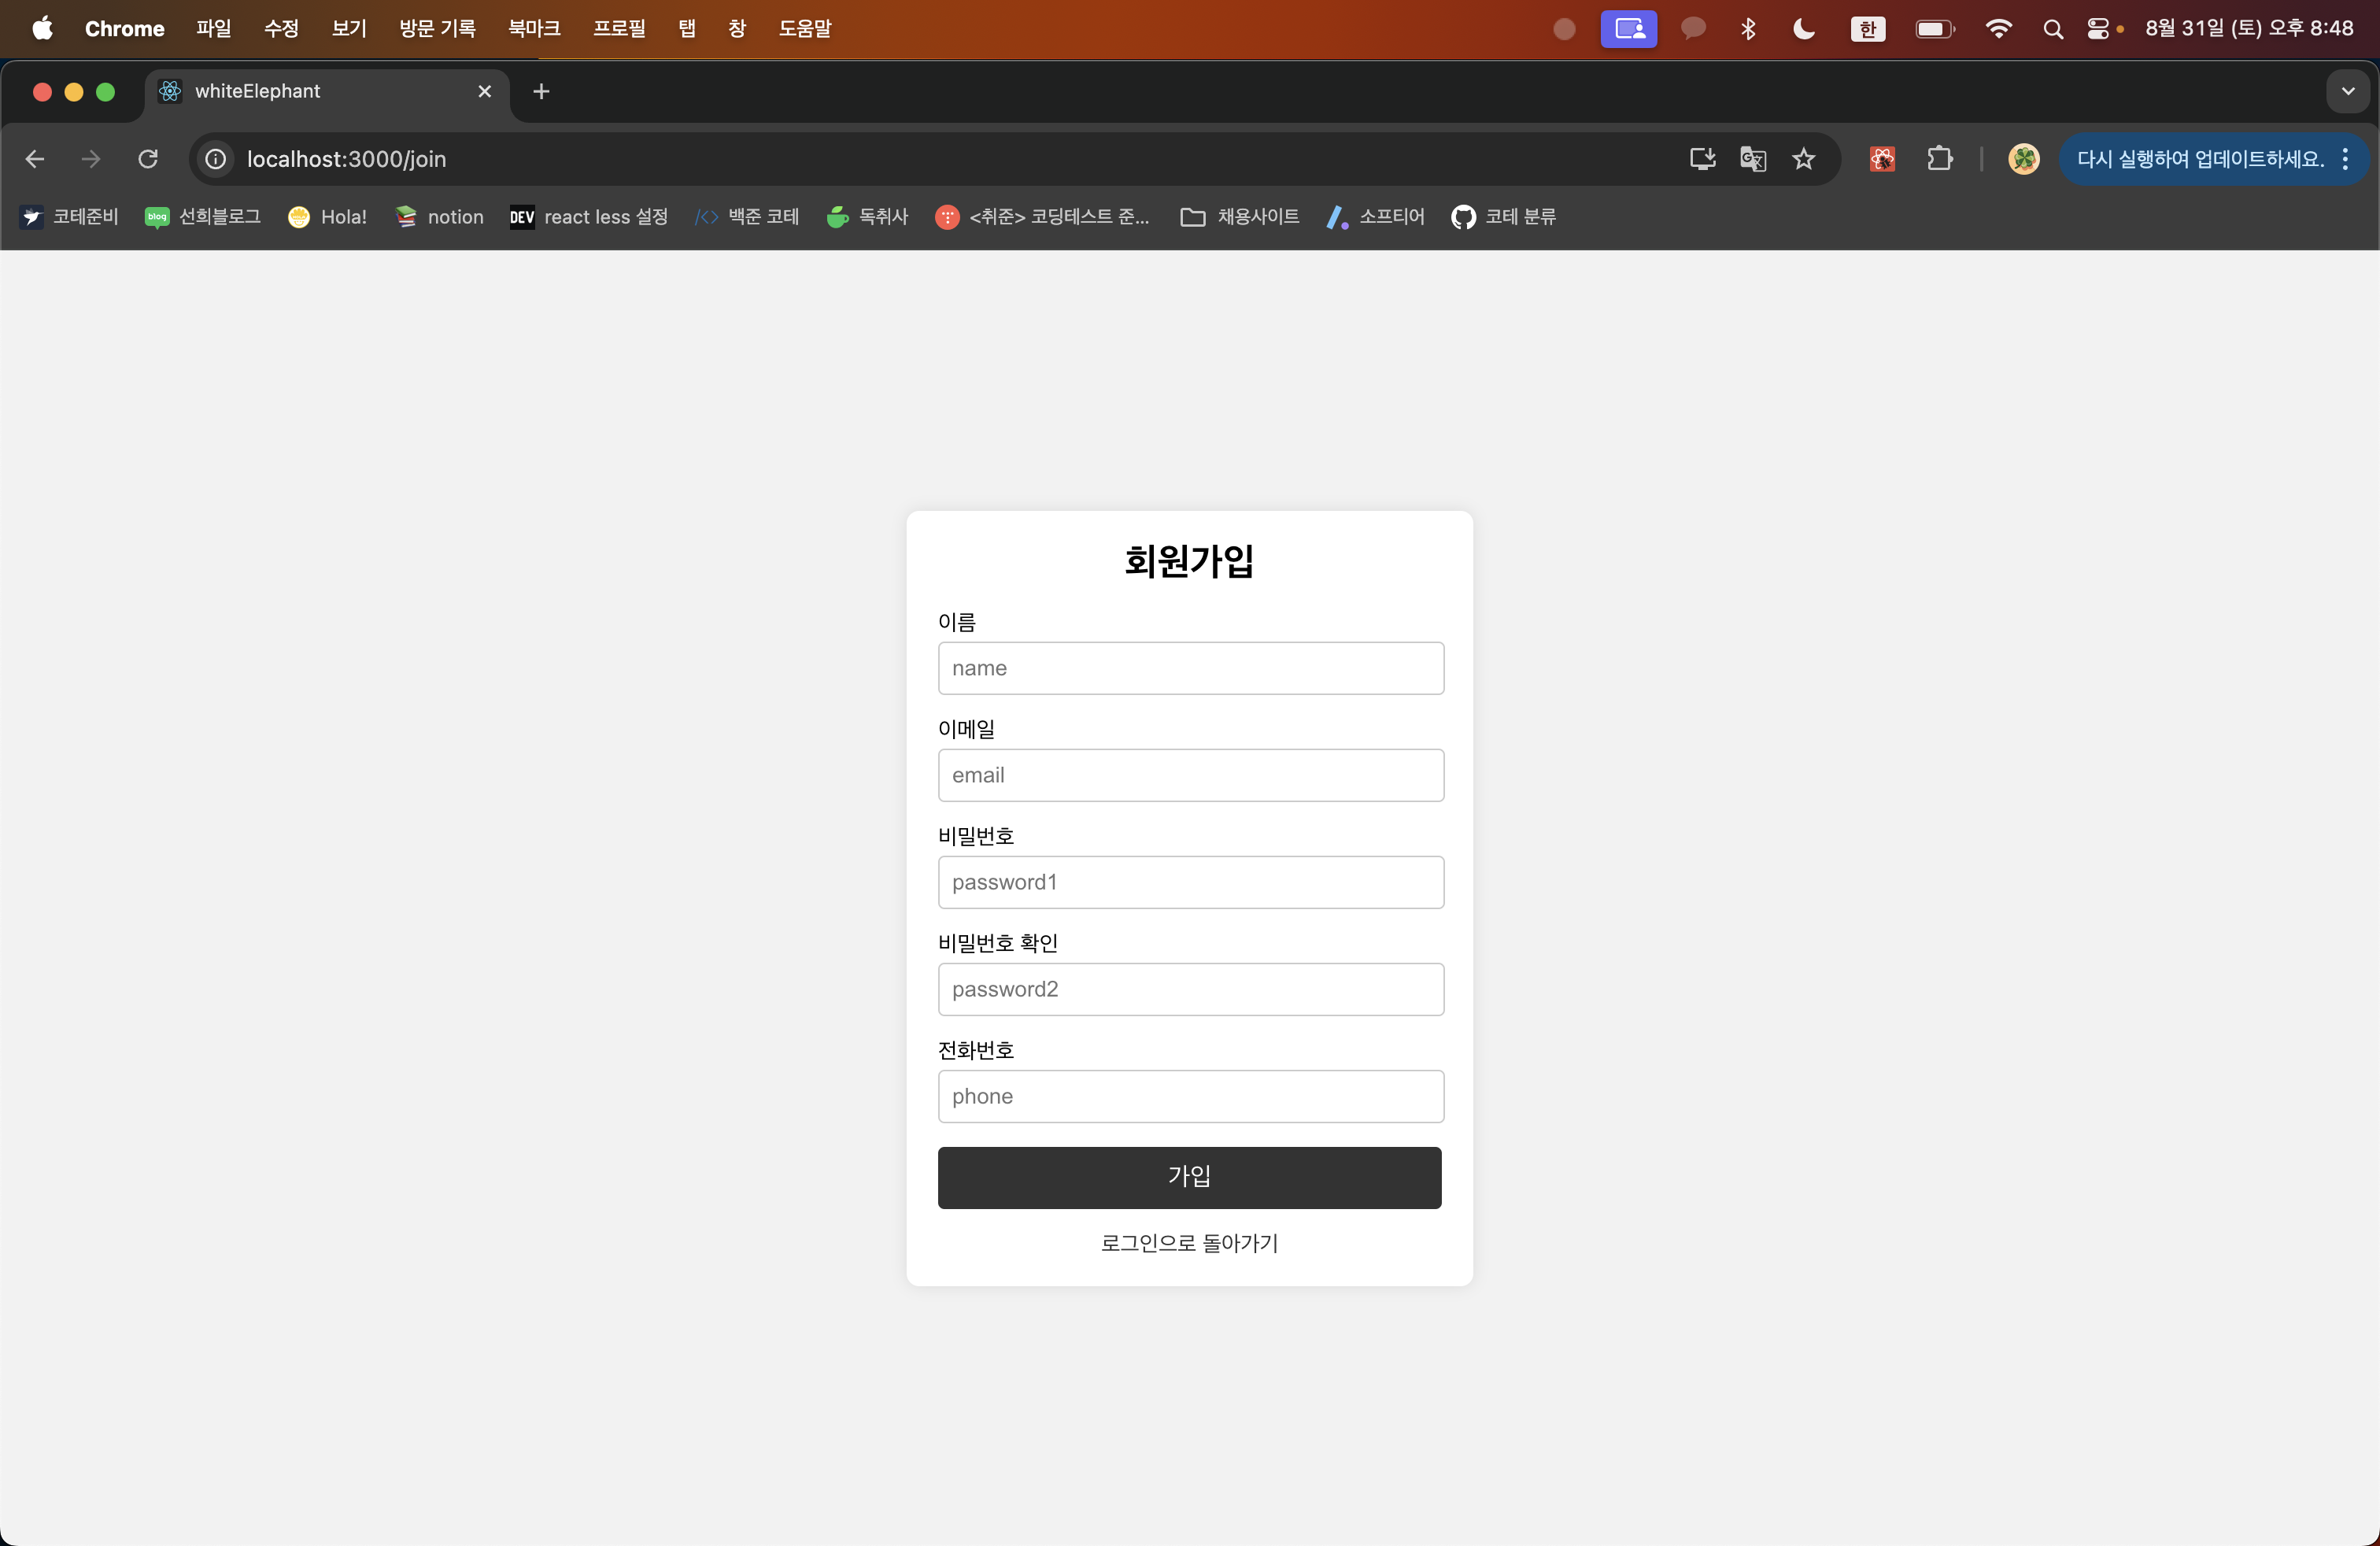 Chrome 파일 수정 보기 방문 기록 북마크 프로필 탭 창 도움말 한 8월 31일 (토) 오후 8:48
whiteElephant
localhost:3000/join 다시 실행하여 업데이트하세요.
코테준비 blog 선희블로그 Hola! notion DEV react less 설정 백준 코테 독취사 <취준> 코딩테스트 준... 채용사이트 소프티어 코테 분류
회원가입
이름
name
이메일
email
비밀번호
password1
비밀번호 확인
password2
전화번호
phone
가입
로그인으로 돌아가기